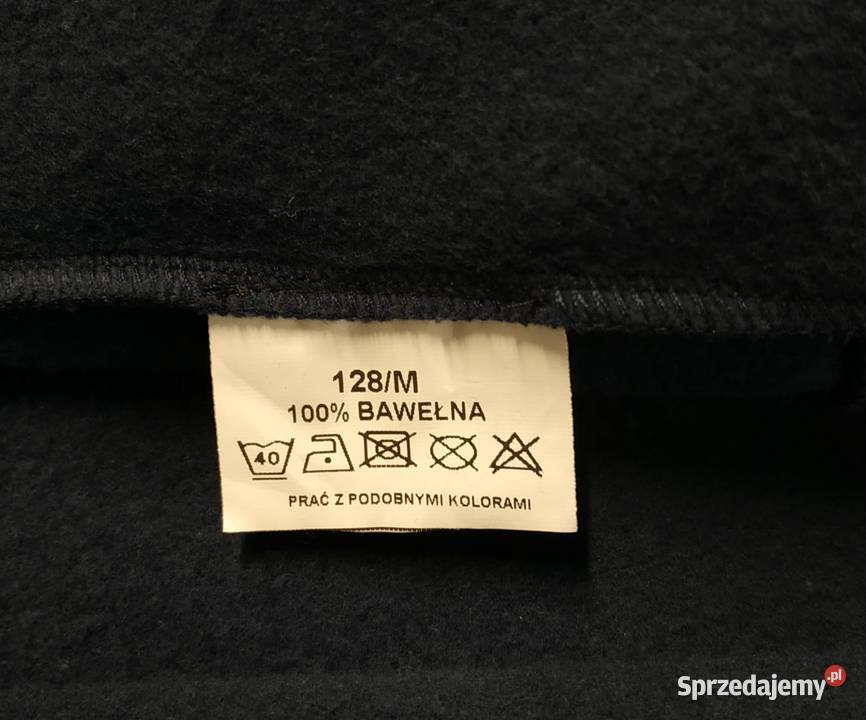 128/M
100% BAWEŁNA
40
PRAĆ Z PODOBNYMI KOLORAMI
Sprzedajemy.pl